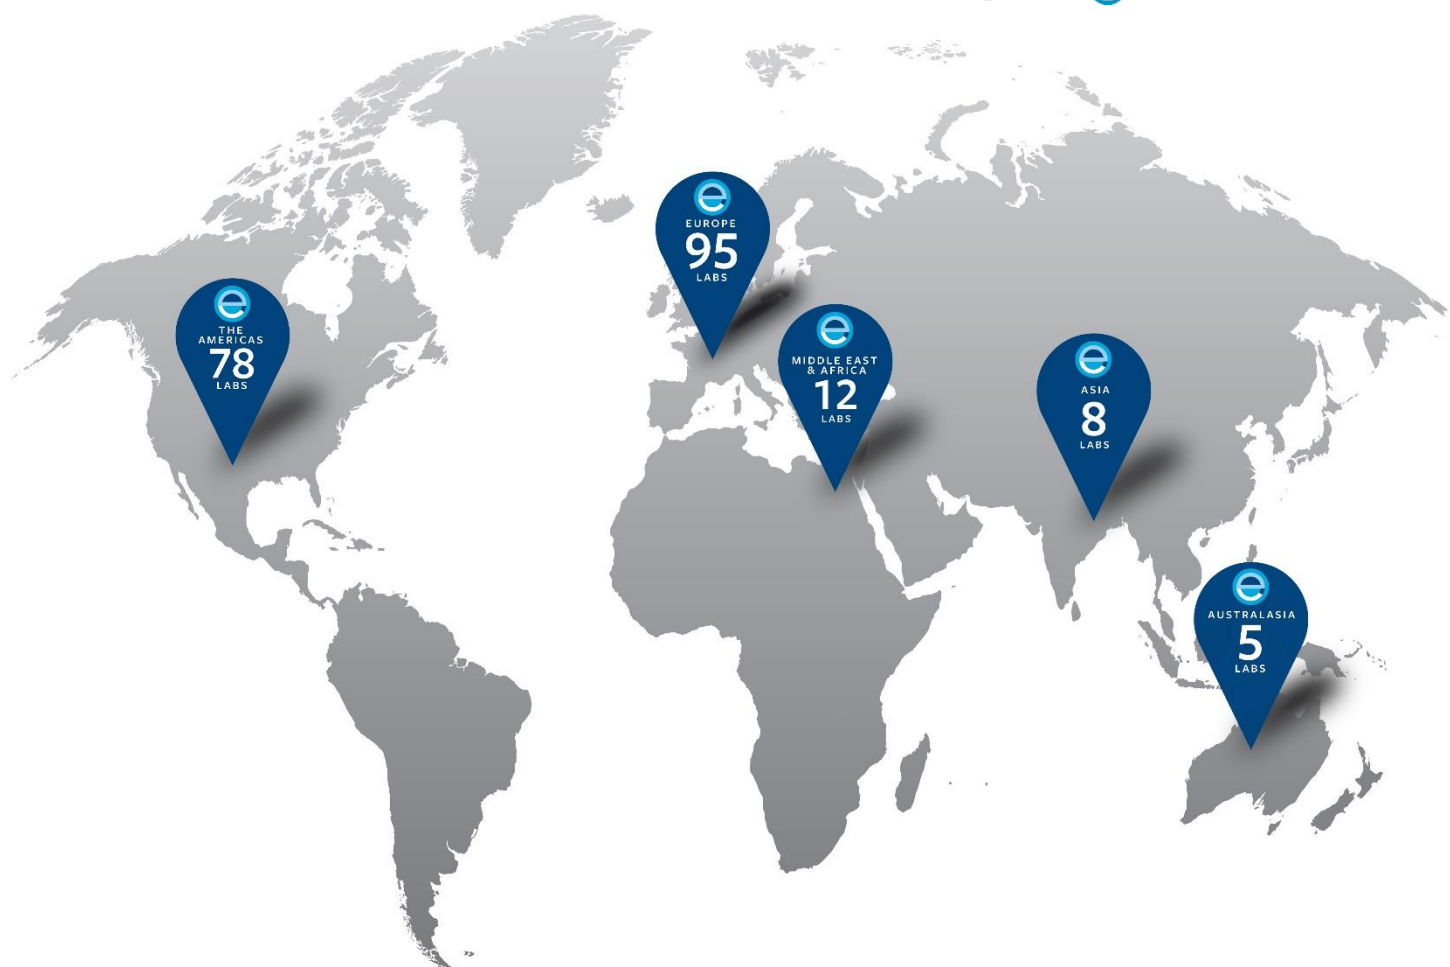 EUROPE
95
LABS
THE
AMERICAS
78
LABS
MIDDLE EAST
& AFRICA
12
LABS
ASIA
8
LABS
AUSTRALASIA
5
LABS